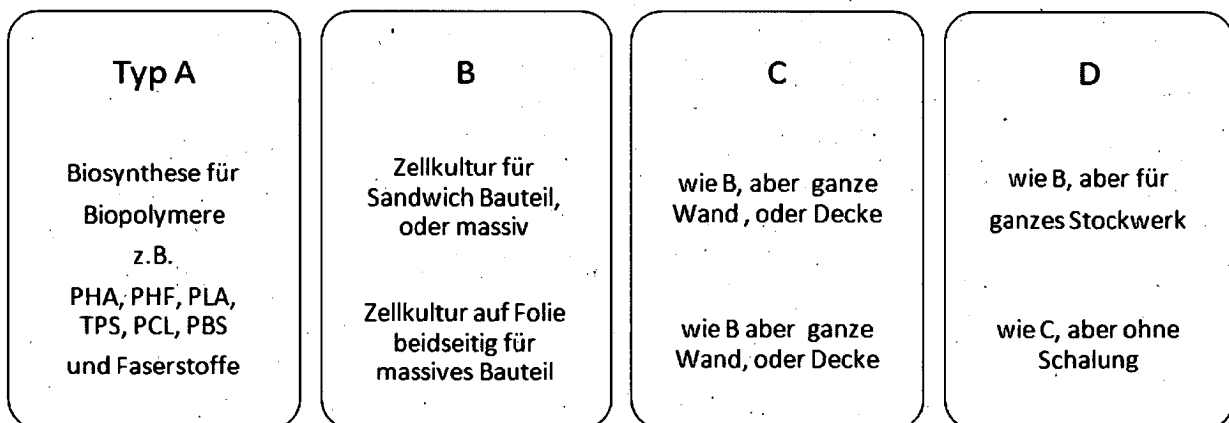 Typ A
Biosynthese für
Biopolymere
z.B.
PHA, PHF, PLA,
TPS, PCL, PBS
und Faserstoffe
B
Zellkultur für
Sandwich Bauteil,
oder massiv
Zellkultur auf Folie
beidseitig für
massives Bauteil
C
wie B, aber ganze
Wand , oder Decke
wie B aber ganze
Wand, oder Decke
D
wie B, aber für
ganzes Stockwerk
wie C, aber ohne
Schalung